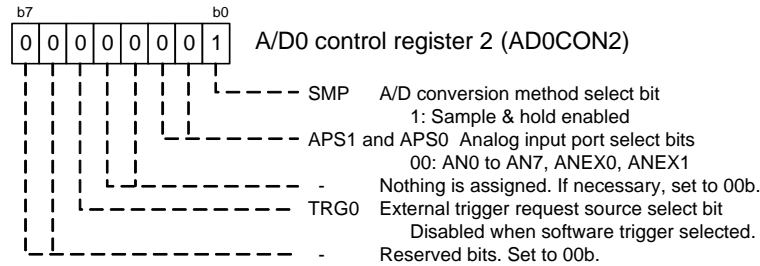 b7 b0
0 0 0 0 0 0 0 1 A/D0 control register 2 (AD0CON2)
SMP A/D conversion method select bit
1: Sample & hold enabled
APS1 and APS0 Analog input port select bits
00: AN0 to AN7, ANEX0, ANEX1
- Nothing is assigned. If necessary, set to 00b.
TRG0 External trigger request source select bit
Disabled when software trigger selected.
- Reserved bits. Set to 00b.